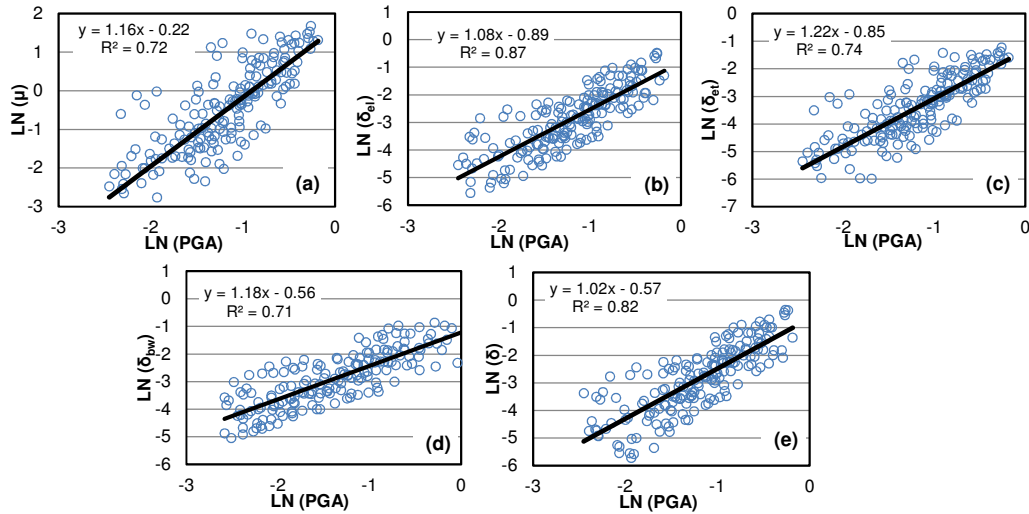 y = 1.16x - 0.22
R² = 0.72
2
1
0
-1
-2
-3
LN (μ)
(a)
-3
-2
-1
0
LN (PGA)
y = 1.08x - 0.89
R² = 0.87
1
0
-1
-2
-3
-4
-5
-6
LN (δel)
(b)
-3
-2
-1
0
LN (PGA)
y = 1.22x - 0.85
R² = 0.74
1
0
-1
-2
-3
-4
-5
-6
-7
LN (δet)
(c)
-3
-2
-1
0
LN (PGA)
y = 1.18x - 0.56
R² = 0.71
1
0
-1
-2
-3
-4
-5
-6
LN (δbw)
(d)
-3
-2
-1
0
LN (PGA)
y = 1.02x - 0.57
R² = 0.82
1
0
-1
-2
-3
-4
-5
-6
LN (δ)
(e)
-3
-2
-1
0
LN (PGA)